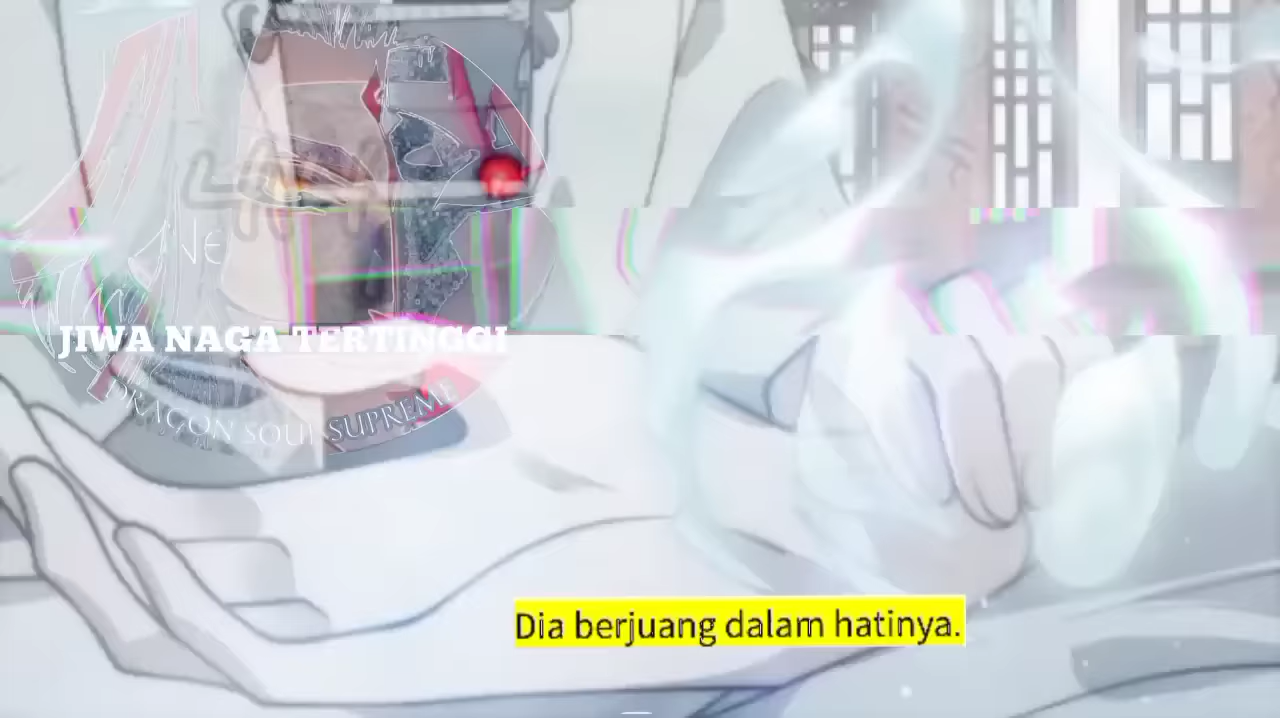 JIWA NAGA TERTINGGI
DRAGON SOUL SUPREME
Dia berjuang dalam hatinya.